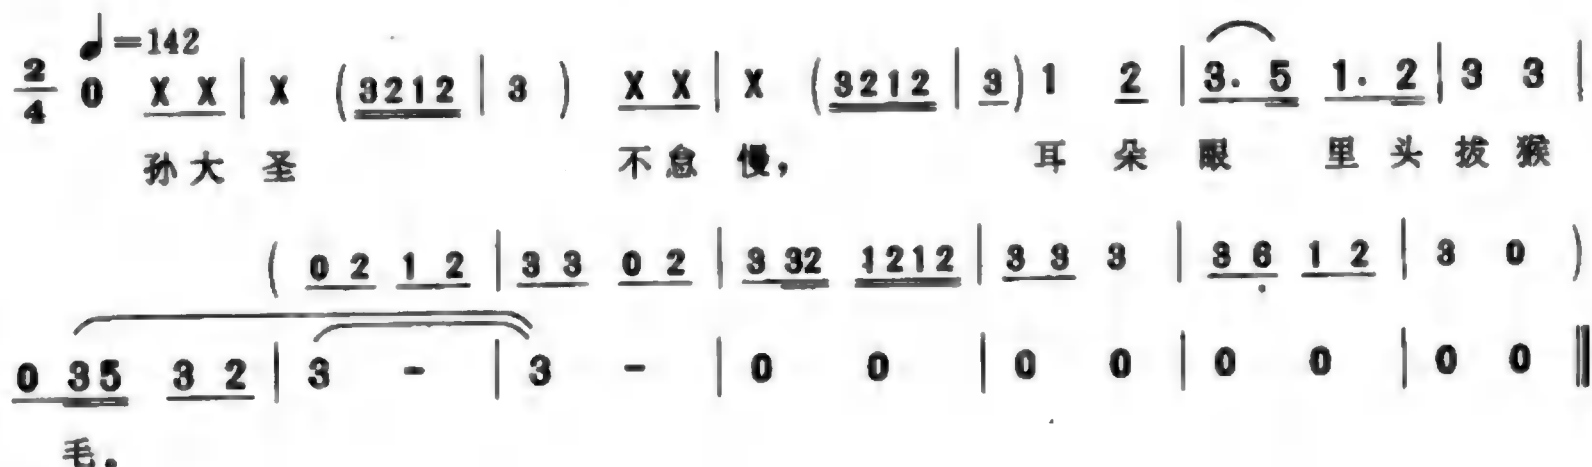 ♩=142
2/4 0 X X | X (3212 | 3 ) X X | X (3212 | 3) 1 2 | 3. 5 1. 2 | 3 3 |
孙大圣 不怠慢， 耳朵眼里头拔猴
( 0 2 1 2 | 3 3 0 2 | 3 32 1212 | 3 3 3 | 3 6 1 2 | 3 0 )
0 35 3 2 | 3 - | 3 - | 0 0 | 0 0 | 0 0 | 0 0 ‖
毛。